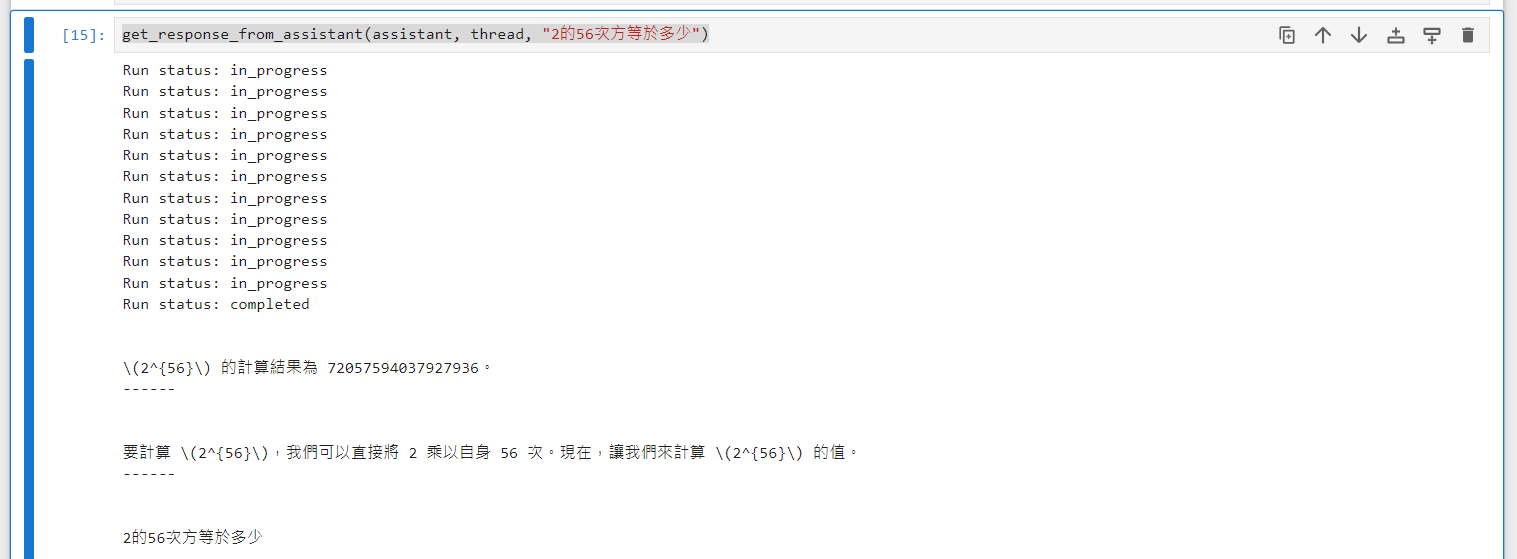 [15]: get_response_from_assistant(assistant, thread, "2的56次方等於多少")
Run status: in_progress
Run status: in_progress
Run status: in_progress
Run status: in_progress
Run status: in_progress
Run status: in_progress
Run status: in_progress
Run status: in_progress
Run status: in_progress
Run status: in_progress
Run status: in_progress
Run status: completed
\(2^{56}\) 的計算結果為 72057594037927936。
------
要計算 \(2^{56}\)，我們可以直接將 2 乘以自身 56 次。現在，讓我們來計算 \(2^{56}\) 的值。
------
2的56次方等於多少